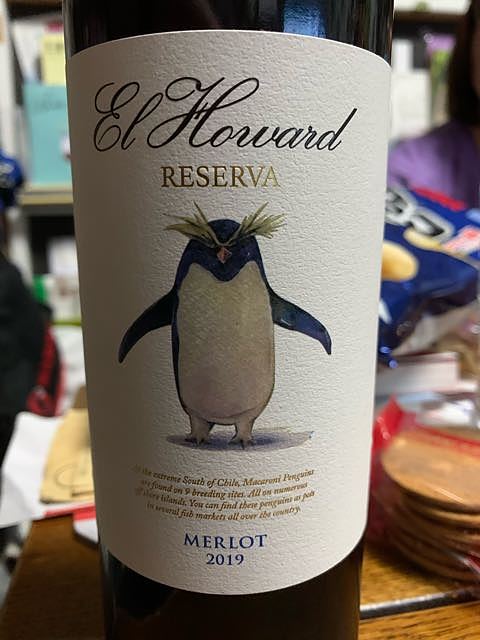 El Howard
RESERVA
the extreme South of Chile, Macaroni Penguins
are found on 9 breeding sites. All on numerous
shore islands. You can find these penguins as pets
in several fish markets all over the country.
MERLOT
2019